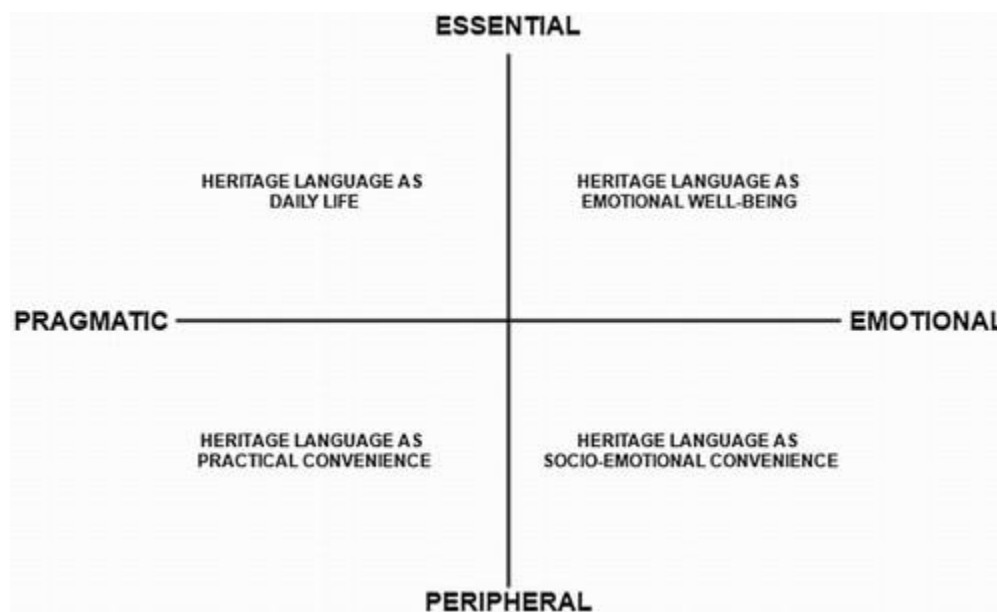 ESSENTIAL
HERITAGE LANGUAGE AS
DAILY LIFE
HERITAGE LANGUAGE AS
EMOTIONAL WELL-BEING
PRAGMATIC
EMOTIONAL
HERITAGE LANGUAGE AS
PRACTICAL CONVENIENCE
HERITAGE LANGUAGE AS
SOCIO-EMOTIONAL CONVENIENCE
PERIPHERAL